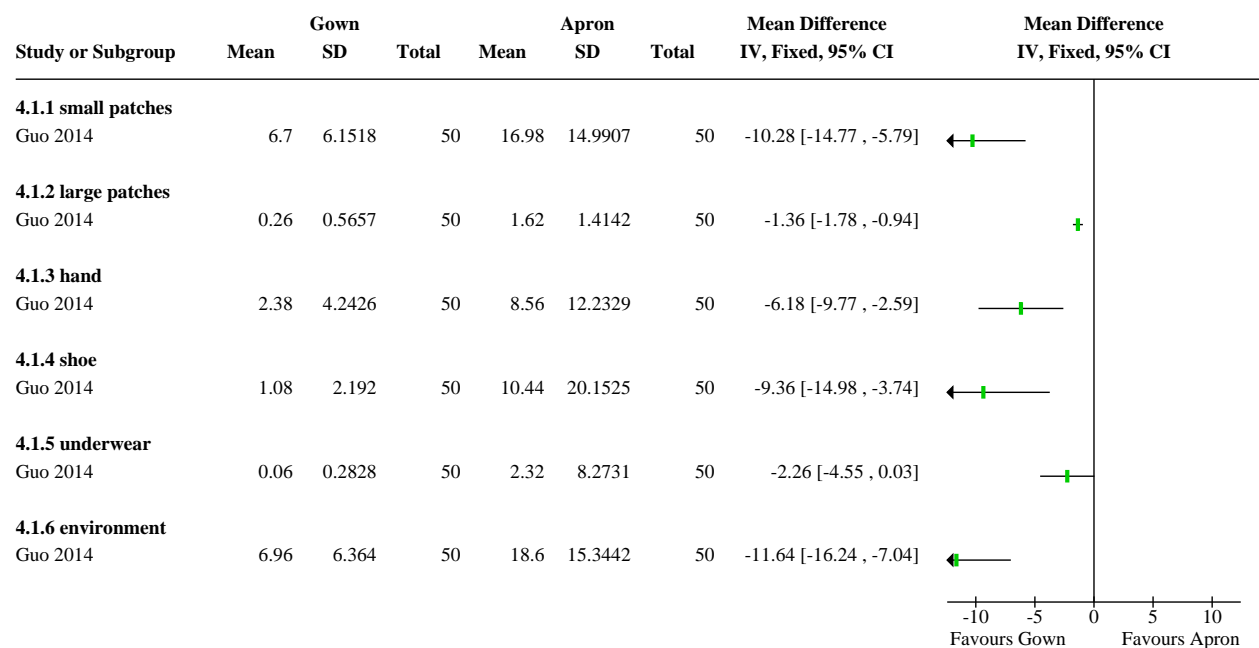 Gown Apron Mean Difference Mean Difference
Study or Subgroup Mean SD Total Mean SD Total IV, Fixed, 95% CI IV, Fixed, 95% CI
4.1.1 small patches
Guo 2014 6.7 6.1518 50 16.98 14.9907 50 -10.28 [-14.77 , -5.79]
4.1.2 large patches
Guo 2014 0.26 0.5657 50 1.62 1.4142 50 -1.36 [-1.78 , -0.94]
4.1.3 hand
Guo 2014 2.38 4.2426 50 8.56 12.2329 50 -6.18 [-9.77 , -2.59]
4.1.4 shoe
Guo 2014 1.08 2.192 50 10.44 20.1525 50 -9.36 [-14.98 , -3.74]
4.1.5 underwear
Guo 2014 0.06 0.2828 50 2.32 8.2731 50 -2.26 [-4.55 , 0.03]
4.1.6 environment
Guo 2014 6.96 6.364 50 18.6 15.3442 50 -11.64 [-16.24 , -7.04]
-10 -5 0 5 10
Favours Gown Favours Apron